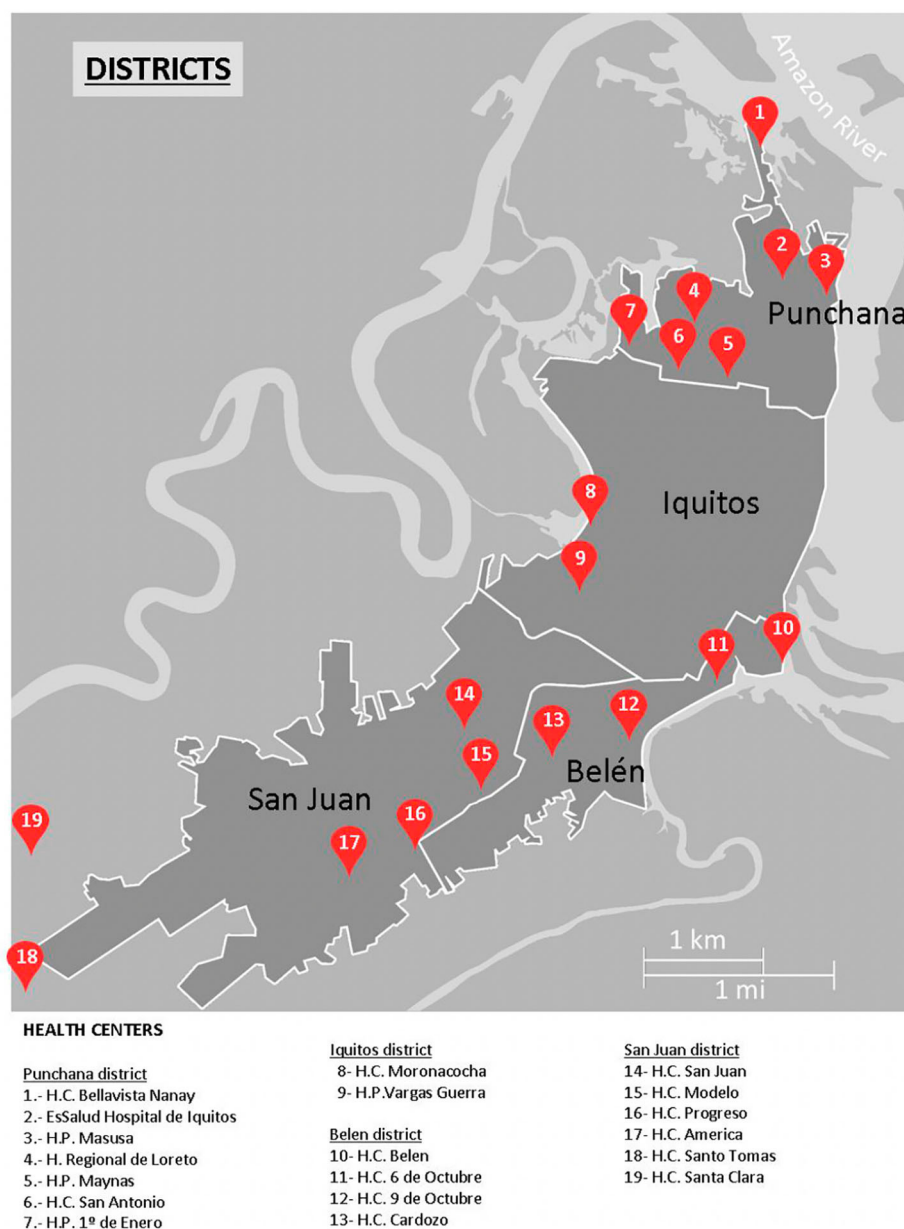 DISTRICTS
Amazon River
1
2
3
4
Punchana
7
6
5
8
Iquitos
9
10
11
14
12
13
15
Belén
San Juan
16
19
17
18
1 km
1 mi
HEALTH CENTERS
Punchana district
1.- H.C. Bellavista Nanay
2.- EsSalud Hospital de Iquitos
3.- H.P. Masusa
4.- H. Regional de Loreto
5.- H.P. Maynas
6.- H.C. San Antonio
7.- H.P. 1º de Enero
Iquitos district
8- H.C. Moronacocha
9- H.P.Vargas Guerra
Belen district
10- H.C. Belen
11- H.C. 6 de Octubre
12- H.C. 9 de Octubre
13- H.C. Cardozo
San Juan district
14- H.C. San Juan
15- H.C. Modelo
16- H.C. Progreso
17- H.C. America
18- H.C. Santo Tomas
19- H.C. Santa Clara